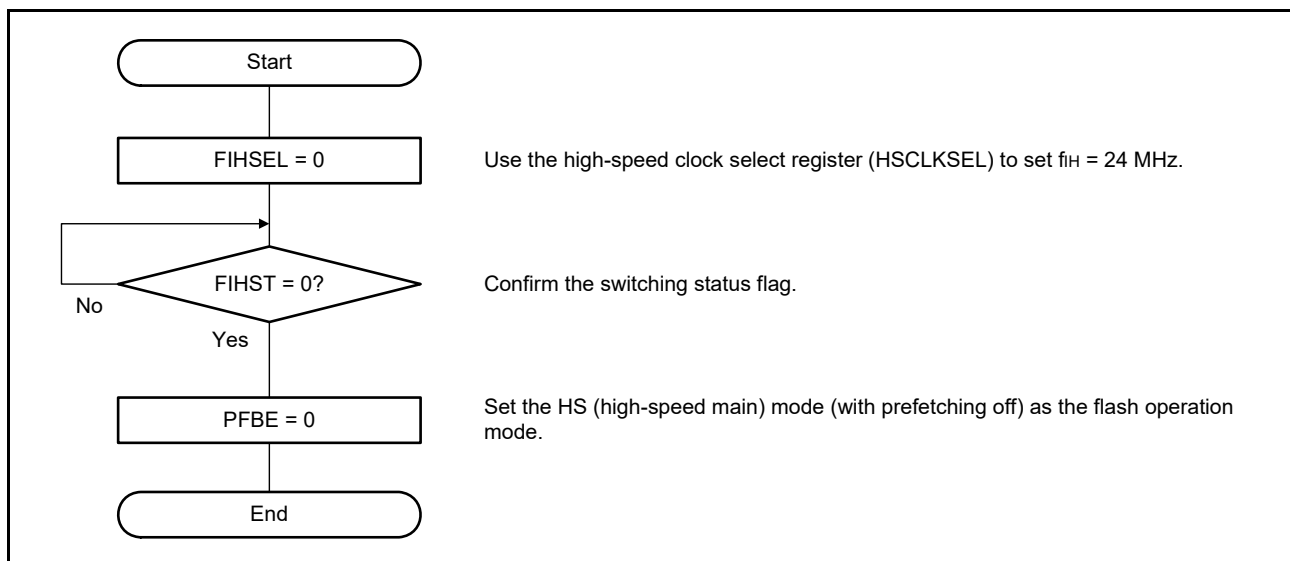 Start
FIHSEL = 0
Use the high-speed clock select register (HSCLKSEL) to set fIH = 24 MHz.
FIHST = 0?
Confirm the switching status flag.
No
Yes
PFBE = 0
Set the HS (high-speed main) mode (with prefetching off) as the flash operation
mode.
End